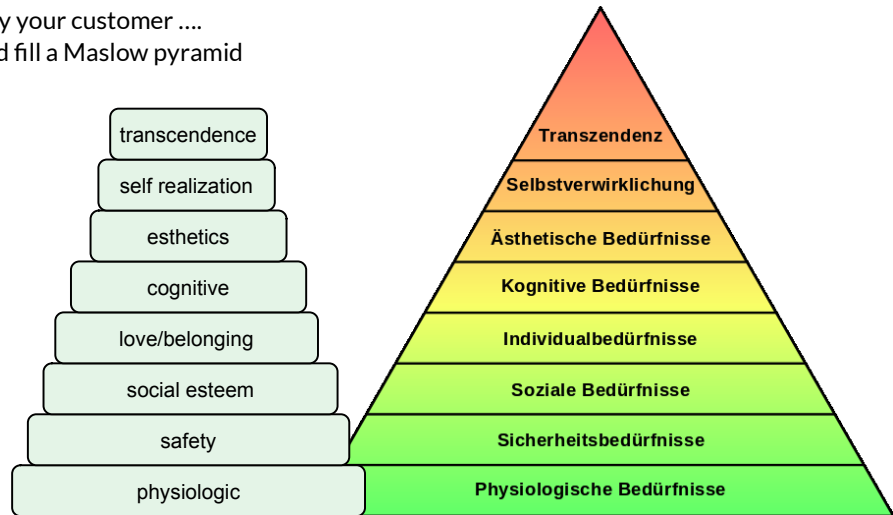 y your customer ....
d fill a Maslow pyramid
transcendence
self realization
esthetics
cognitive
love/belonging
social esteem
safety
physiologic
Transzendenz
Selbstverwirklichung
Ästhetische Bedürfnisse
Kognitive Bedürfnisse
Individualbedürfnisse
Soziale Bedürfnisse
Sicherheitsbedürfnisse
Physiologische Bedürfnisse